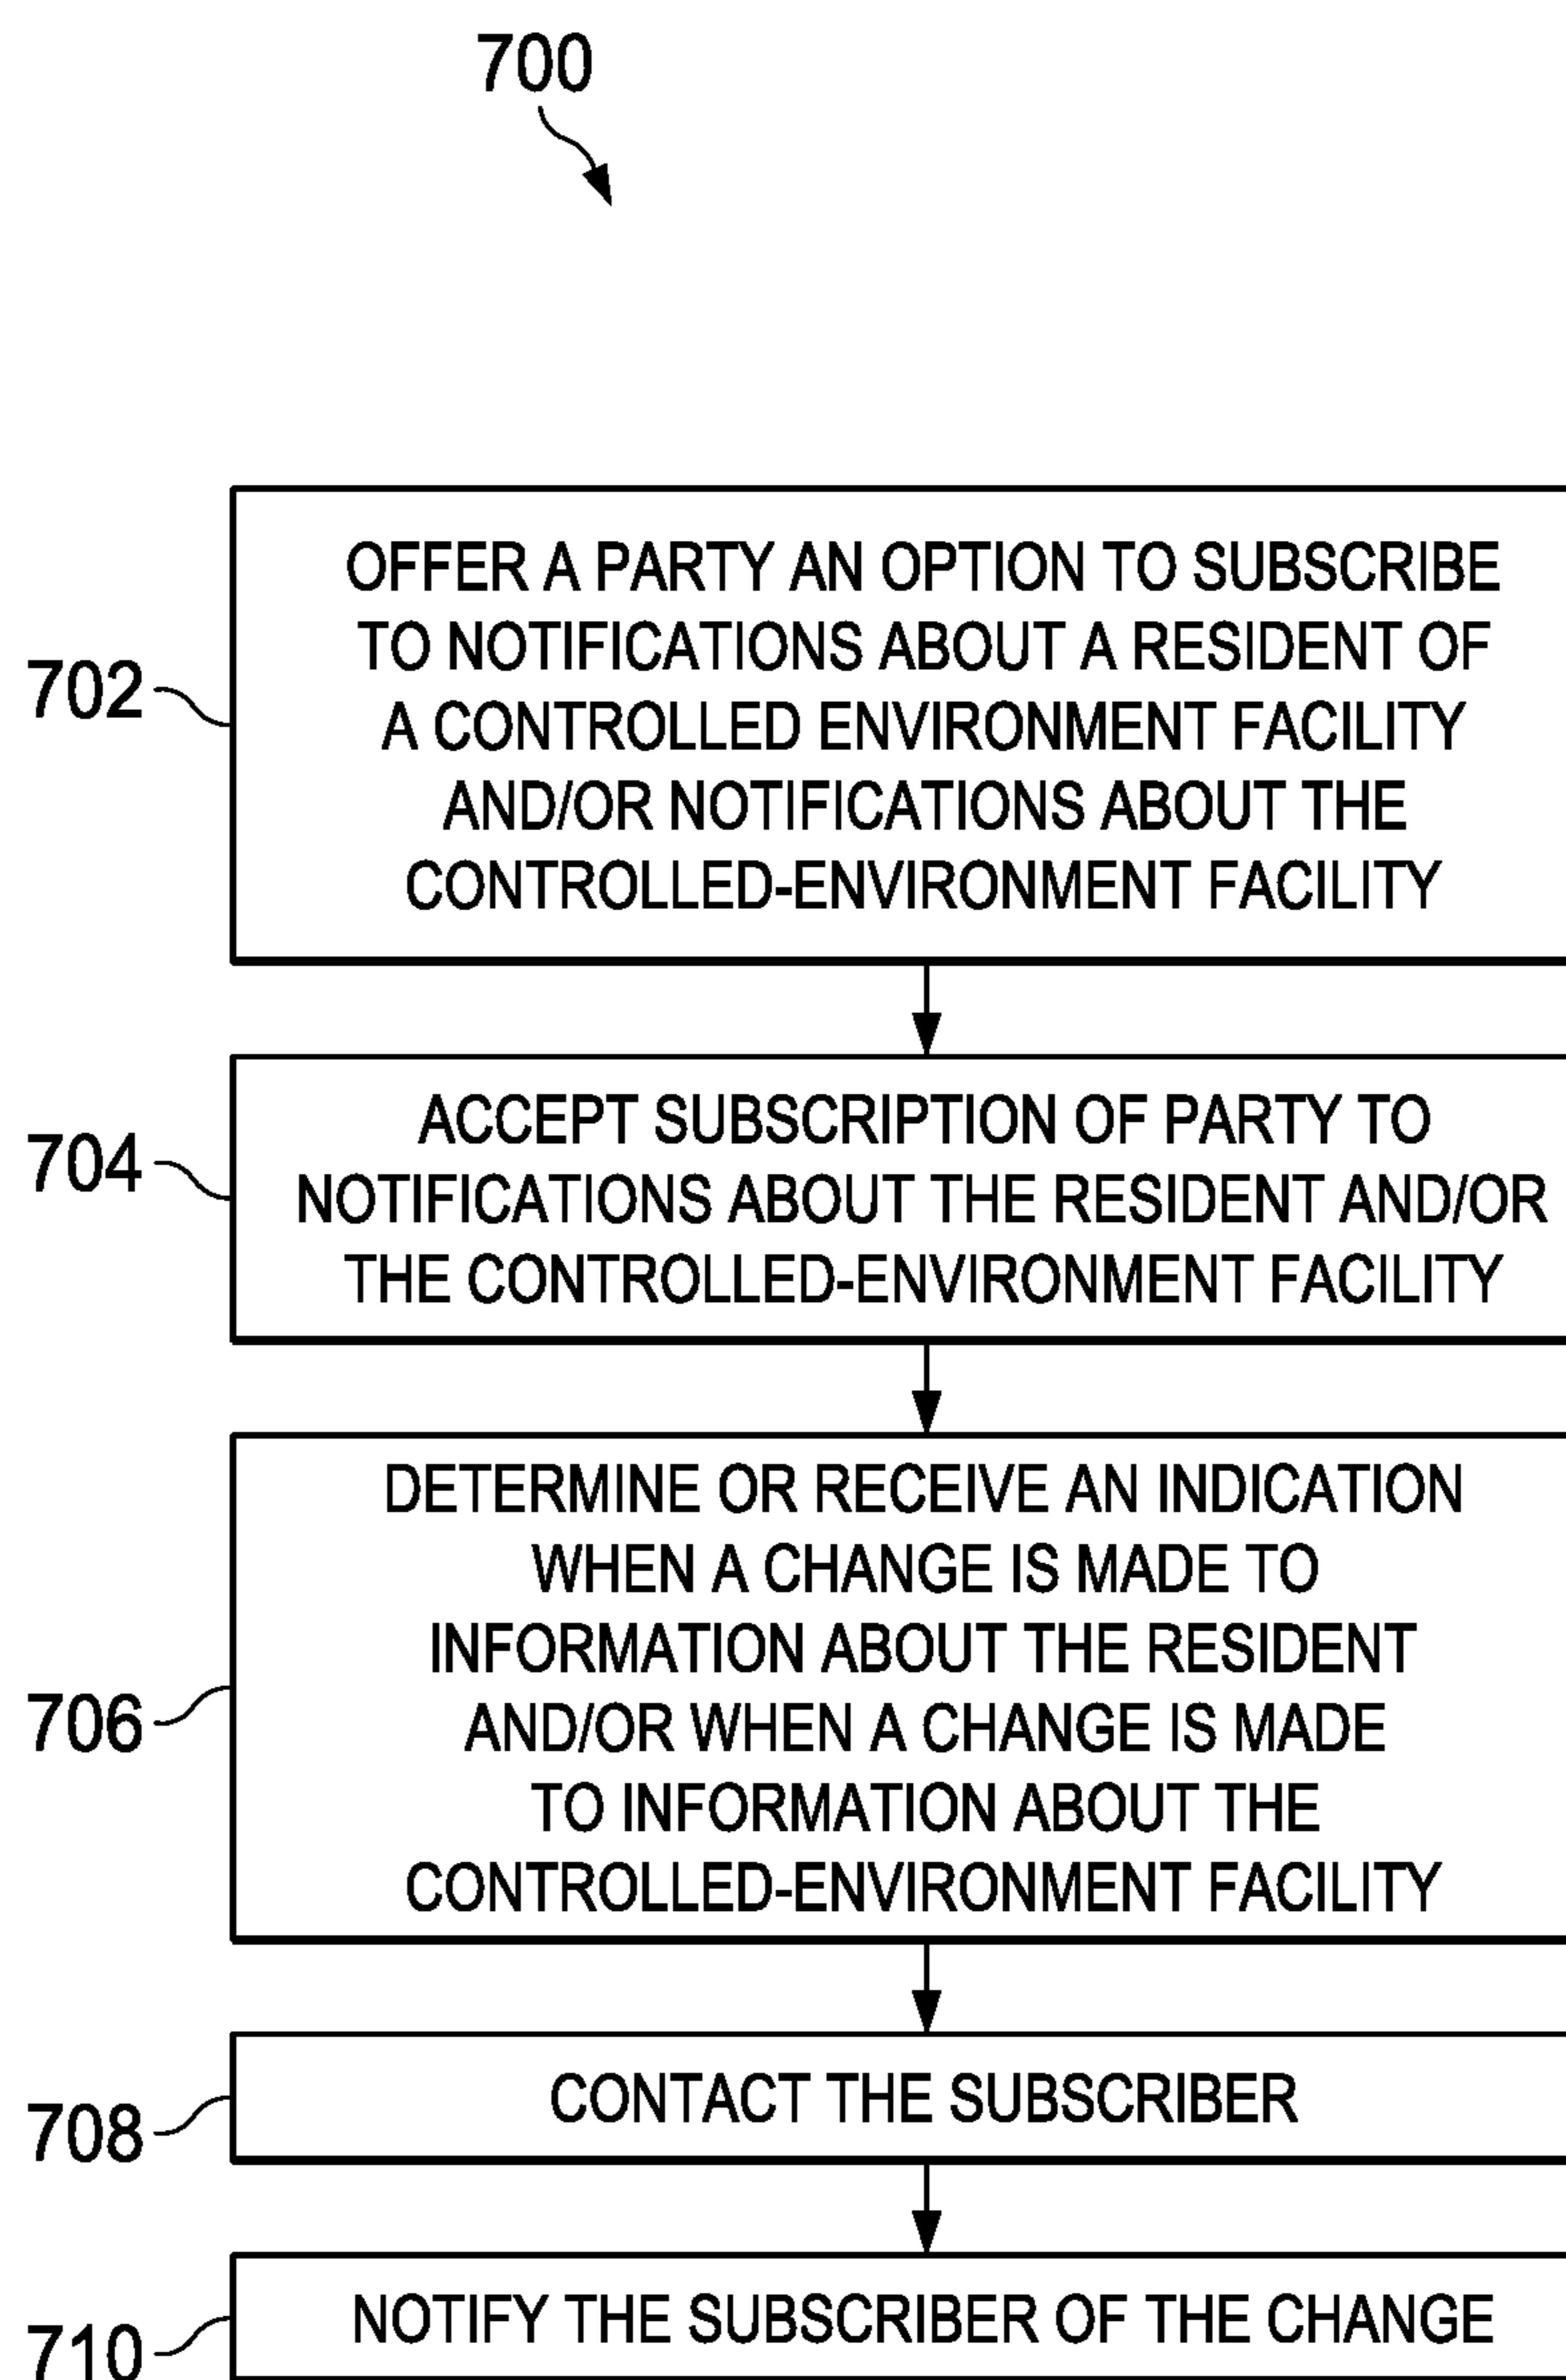 700
702
OFFER A PARTY AN OPTION TO SUBSCRIBE
TO NOTIFICATIONS ABOUT A RESIDENT OF
A CONTROLLED ENVIRONMENT FACILITY
AND/OR NOTIFICATIONS ABOUT THE
CONTROLLED-ENVIRONMENT FACILITY
704
ACCEPT SUBSCRIPTION OF PARTY TO
NOTIFICATIONS ABOUT THE RESIDENT AND/OR
THE CONTROLLED-ENVIRONMENT FACILITY
706
DETERMINE OR RECEIVE AN INDICATION
WHEN A CHANGE IS MADE TO
INFORMATION ABOUT THE RESIDENT
AND/OR WHEN A CHANGE IS MADE
TO INFORMATION ABOUT THE
CONTROLLED-ENVIRONMENT FACILITY
708
CONTACT THE SUBSCRIBER
710
NOTIFY THE SUBSCRIBER OF THE CHANGE